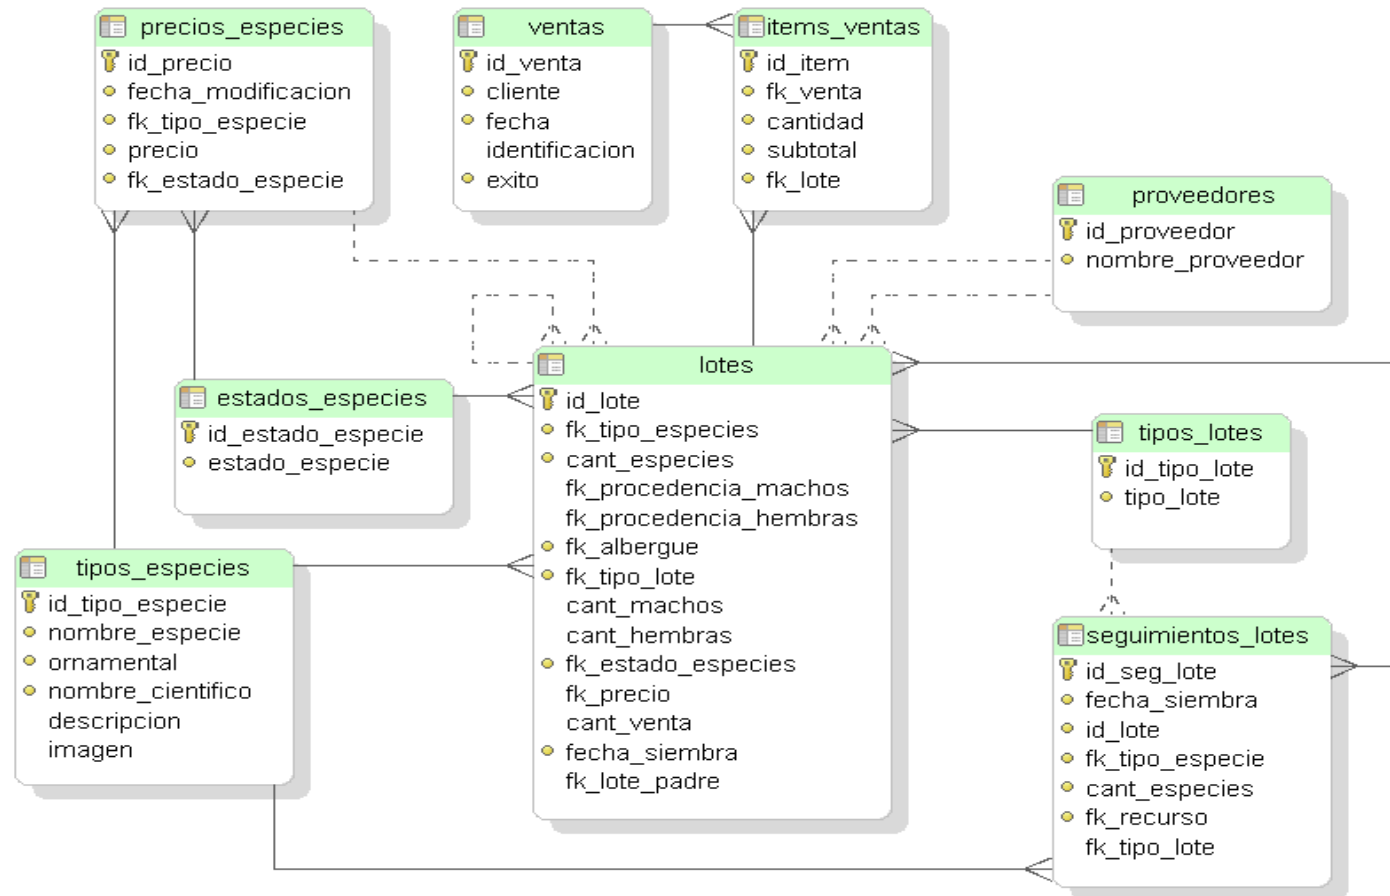 precios_especies
id_precio
fecha_modificacion
fk_tipo_especie
precio
fk_estado_especie
ventas
id_venta
cliente
fecha
identificacion
exito
items_ventas
id_item
fk_venta
cantidad
subtotal
fk_lote
proveedores
id_proveedor
nombre_proveedor
estados_especies
id_estado_especie
estado_especie
lotes
id_lote
fk_tipo_especies
cant_especies
fk_procedencia_machos
fk_procedencia_hembras
fk_albergue
fk_tipo_lote
cant_machos
cant_hembras
fk_estado_especies
fk_precio
cant_venta
fecha_siembra
fk_lote_padre
tipos_lotes
id_tipo_lote
tipo_lote
tipos_especies
id_tipo_especie
nombre_especie
ornamental
nombre_cientifico
descripcion
imagen
seguimientos_lotes
id_seg_lote
fecha_siembra
id_lote
fk_tipo_especie
cant_especies
fk_recurso
fk_tipo_lote